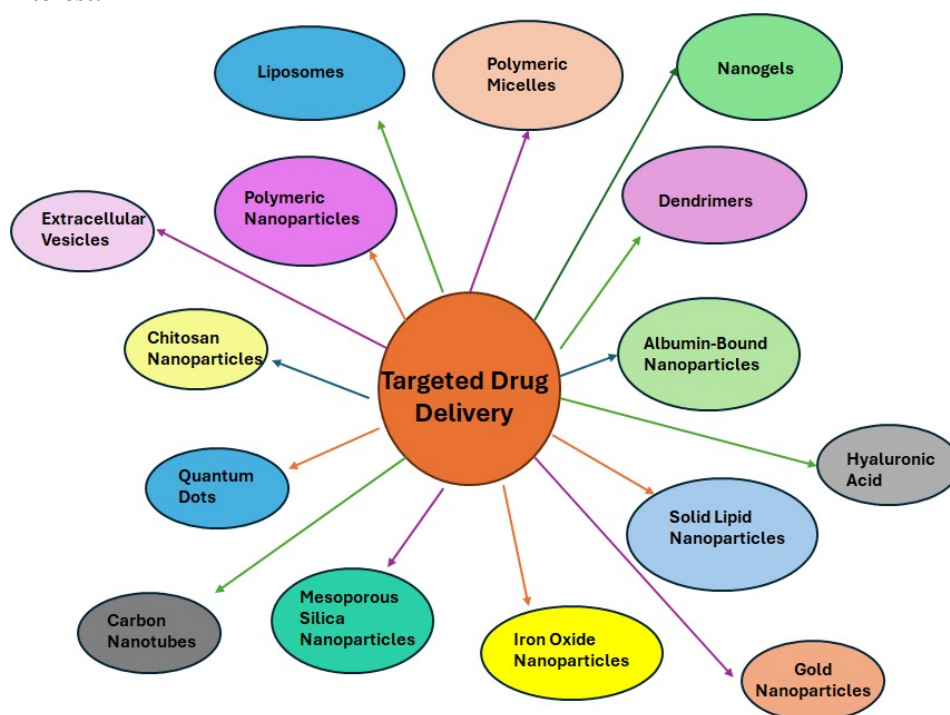 Liposomes
Polymeric
Micelles
Nanogels
Polymeric
Nanoparticles
Dendrimers
Extracellular
Vesicles
Chitosan
Nanoparticles
Albumin-Bound
Nanoparticles
Targeted Drug
Delivery
Quantum
Dots
Hyaluronic
Acid
Solid Lipid
Nanoparticles
Carbon
Nanotubes
Mesoporous
Silica
Nanoparticles
Iron Oxide
Nanoparticles
Gold
Nanoparticles